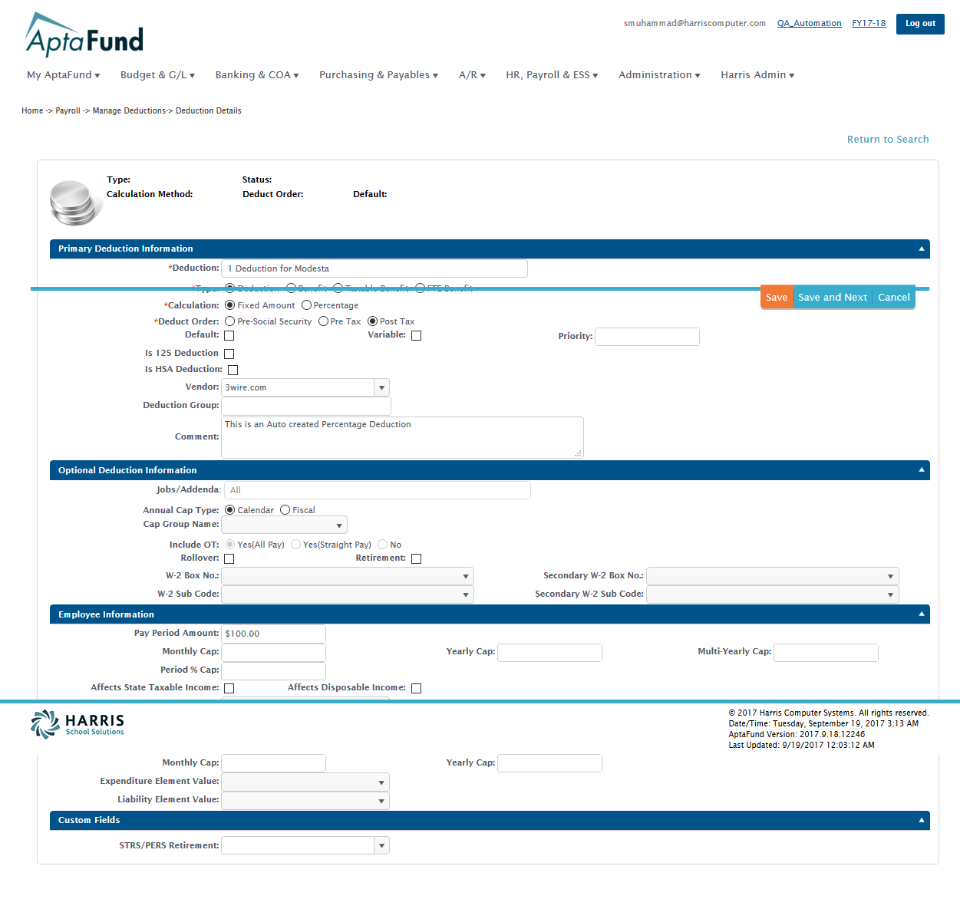 AptaFund
smuhammad@harriscomputer.com QA_Automation FY17-18 Log out
My AptaFund Budget & G/L Banking & COA Purchasing & Payables A/R HR, Payroll & ESS Administration Harris Admin
Home -> Payroll -> Manage Deductions-> Deduction Details
Return to Search
Type: Status:
Calculation Method: Deduct Order: Default:
Primary Deduction Information
*Deduction: 1 Deduction for Modesta
*Type: Deduction Benefit Taxable Benefit FTE Benefit
Save Save and Next Cancel
*Calculation: Fixed Amount Percentage
*Deduct Order: Pre-Social Security Pre Tax Post Tax
Default: Variable: Priority:
Is 125 Deduction
Is HSA Deduction:
Vendor: 3wire.com
Deduction Group:
Comment: This is an Auto created Percentage Deduction
Optional Deduction Information
Jobs/Addenda: All
Annual Cap Type: Calendar Fiscal
Cap Group Name:
Include OT: Yes(All Pay) Yes(Straight Pay) No
Rollover: Retirement:
W-2 Box No.: Secondary W-2 Box No.:
W-2 Sub Code: Secondary W-2 Sub Code:
Employee Information
Pay Period Amount: $100.00
Monthly Cap: Yearly Cap: Multi-Yearly Cap:
Period % Cap:
Affects State Taxable Income: Affects Disposable Income:
HARRIS
School Solutions
© 2017 Harris Computer Systems. All rights reserved.
Date/Time: Tuesday, September 19, 2017 3:13 AM
AptaFund Version: 2017.9.18.12246
Last Updated: 9/19/2017 12:03:12 AM
Monthly Cap: Yearly Cap:
Expenditure Element Value:
Liability Element Value:
Custom Fields
STRS/PERS Retirement: